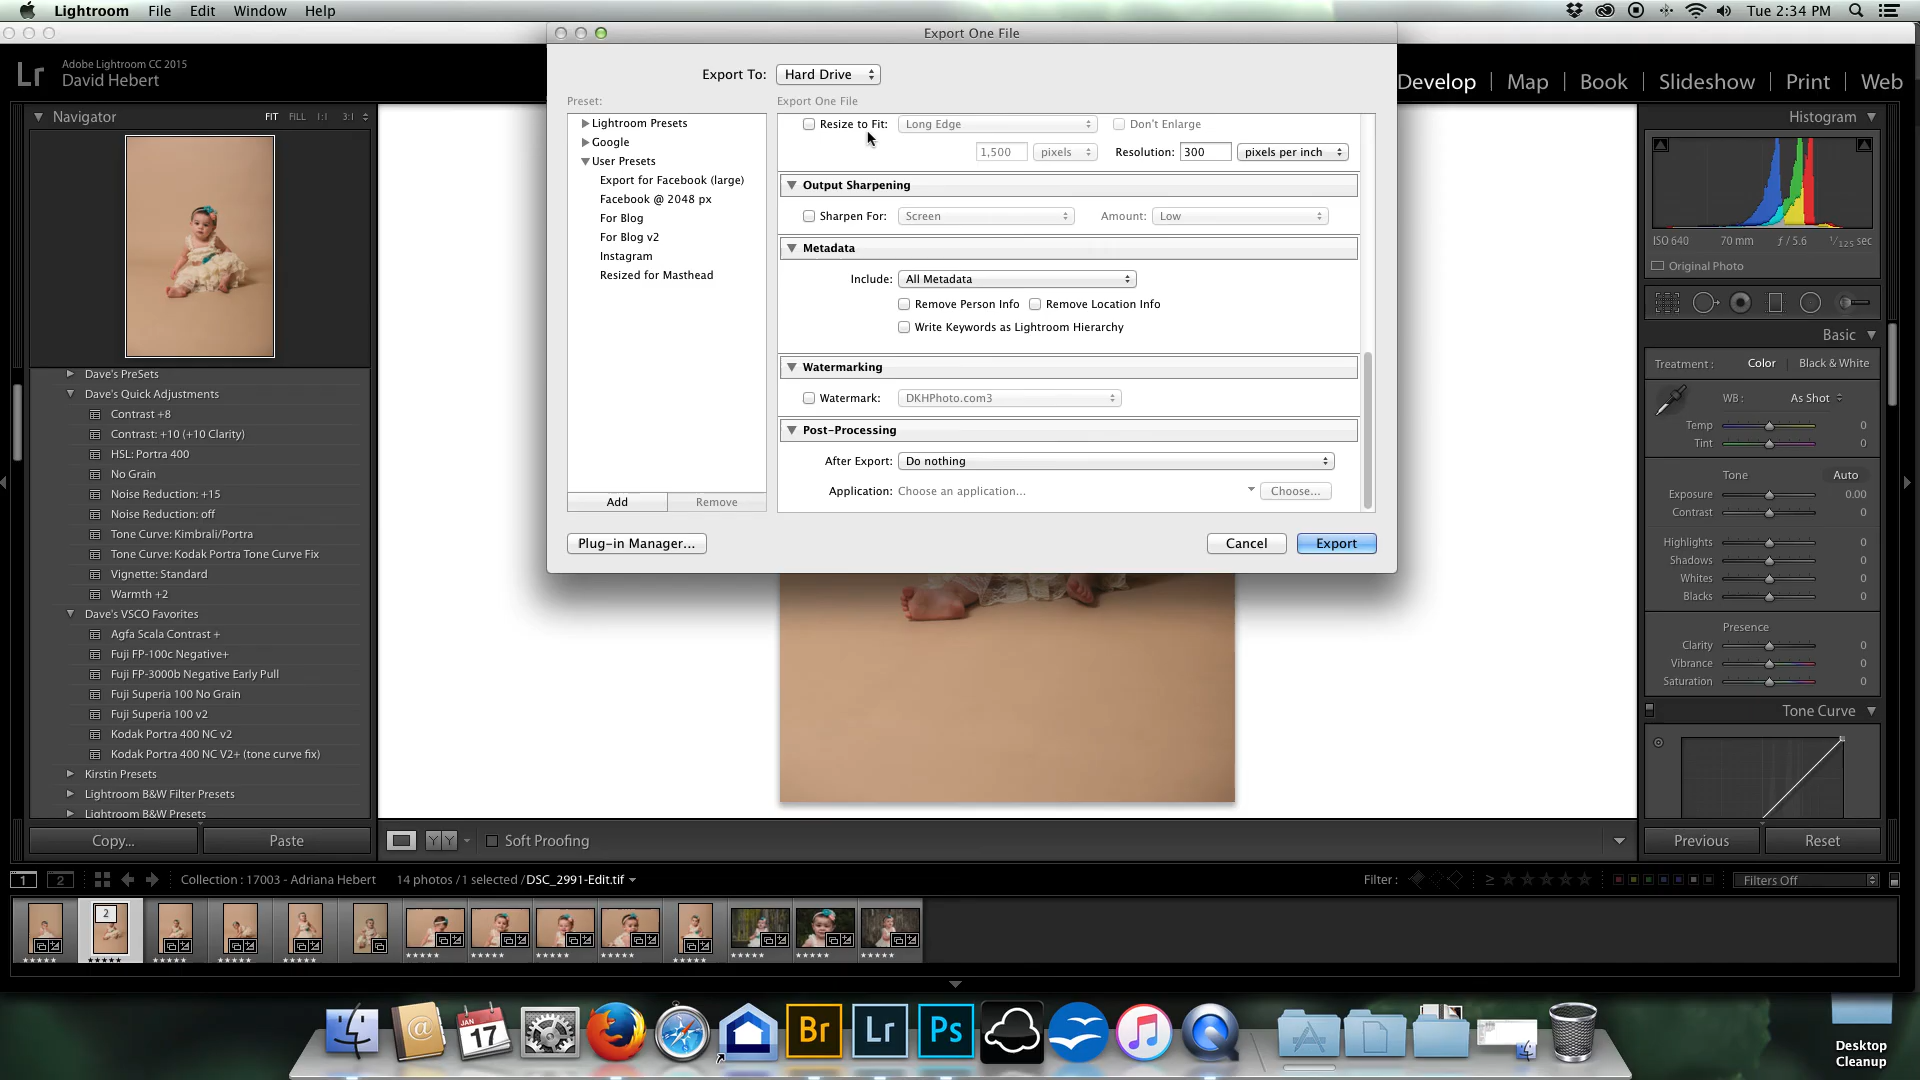 Lightroom File Edit Window Help
Tue 2:34 PM
Export One File
Adobe Lightroom CC 2015
Lr David Hebert
Develop | Map | Book | Slideshow | Print | Web
Export To: Hard Drive
Preset:
Export One File
Lightroom Presets
Google
User Presets
Export for Facebook (large)
Facebook @ 2048 px
For Blog
For Blog v2
Instagram
Resized for Masthead
Add Remove
Resize to Fit: Long Edge Don't Enlarge
1,500 pixels Resolution: 300 pixels per inch
Output Sharpening
Sharpen For: Screen Amount: Low
Metadata
Include: All Metadata
Remove Person Info Remove Location Info
Write Keywords as Lightroom Hierarchy
Watermarking
Watermark: DKHPhoto.com3
Post-Processing
After Export: Do nothing
Application: Choose an application... Choose...
Plug-in Manager... Cancel Export
Navigator FIT FILL 1:1 3:1
Dave's PreSets
Dave's Quick Adjustments
Contrast +8
Contrast: +10 (+10 Clarity)
HSL: Portra 400
No Grain
Noise Reduction: +15
Noise Reduction: off
Tone Curve: Kimbrali/Portra
Tone Curve: Kodak Portra Tone Curve Fix
Vignette: Standard
Warmth +2
Dave's VSCO Favorites
Agfa Scala Contrast +
Fuji FP-100c Negative+
Fuji FP-3000b Negative Early Pull
Fuji Superia 100 No Grain
Fuji Superia 100 v2
Kodak Portra 400 NC v2
Kodak Portra 400 NC V2+ (tone curve fix)
Kirstin Presets
Lightroom B&W Filter Presets
Lightroom B&W Presets
Copy... Paste
YY Soft Proofing
Histogram
ISO 640 70 mm ƒ / 5.6 1/125 sec
Original Photo
Basic
Treatment: Color Black & White
WB: As Shot
Temp 0
Tint 0
Tone Auto
Exposure 0.00
Contrast 0
Highlights 0
Shadows 0
Whites 0
Blacks 0
Presence
Clarity 0
Vibrance 0
Saturation 0
Tone Curve
Previous Reset
1 2 Collection : 17003 - Adriana Hebert 14 photos / 1 selected / DSC_2991-Edit.tif
Filter: ≥ Filters Off
2
JAN
17
@
Br Lr Ps
Desktop
Cleanup